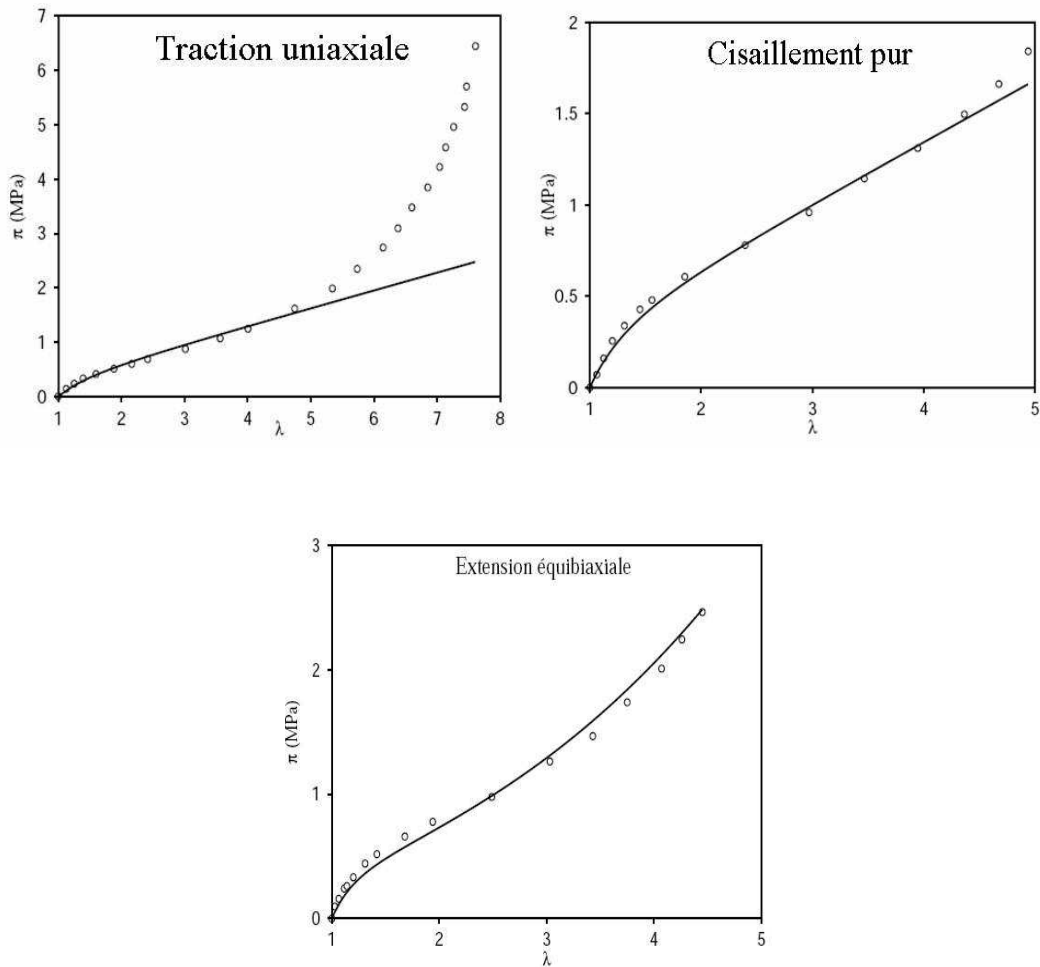 Traction uniaxiale
7
6
5
4
3
2
1
0
π (MPa)
1 2 3 4 5 6 7 8
λ
Cisaillement pur
2
1.5
1
0.5
0
π (MPa)
1 2 3 4 5
λ
Extension équibiaxiale
3
2
1
0
π (MPa)
1 2 3 4 5
λ